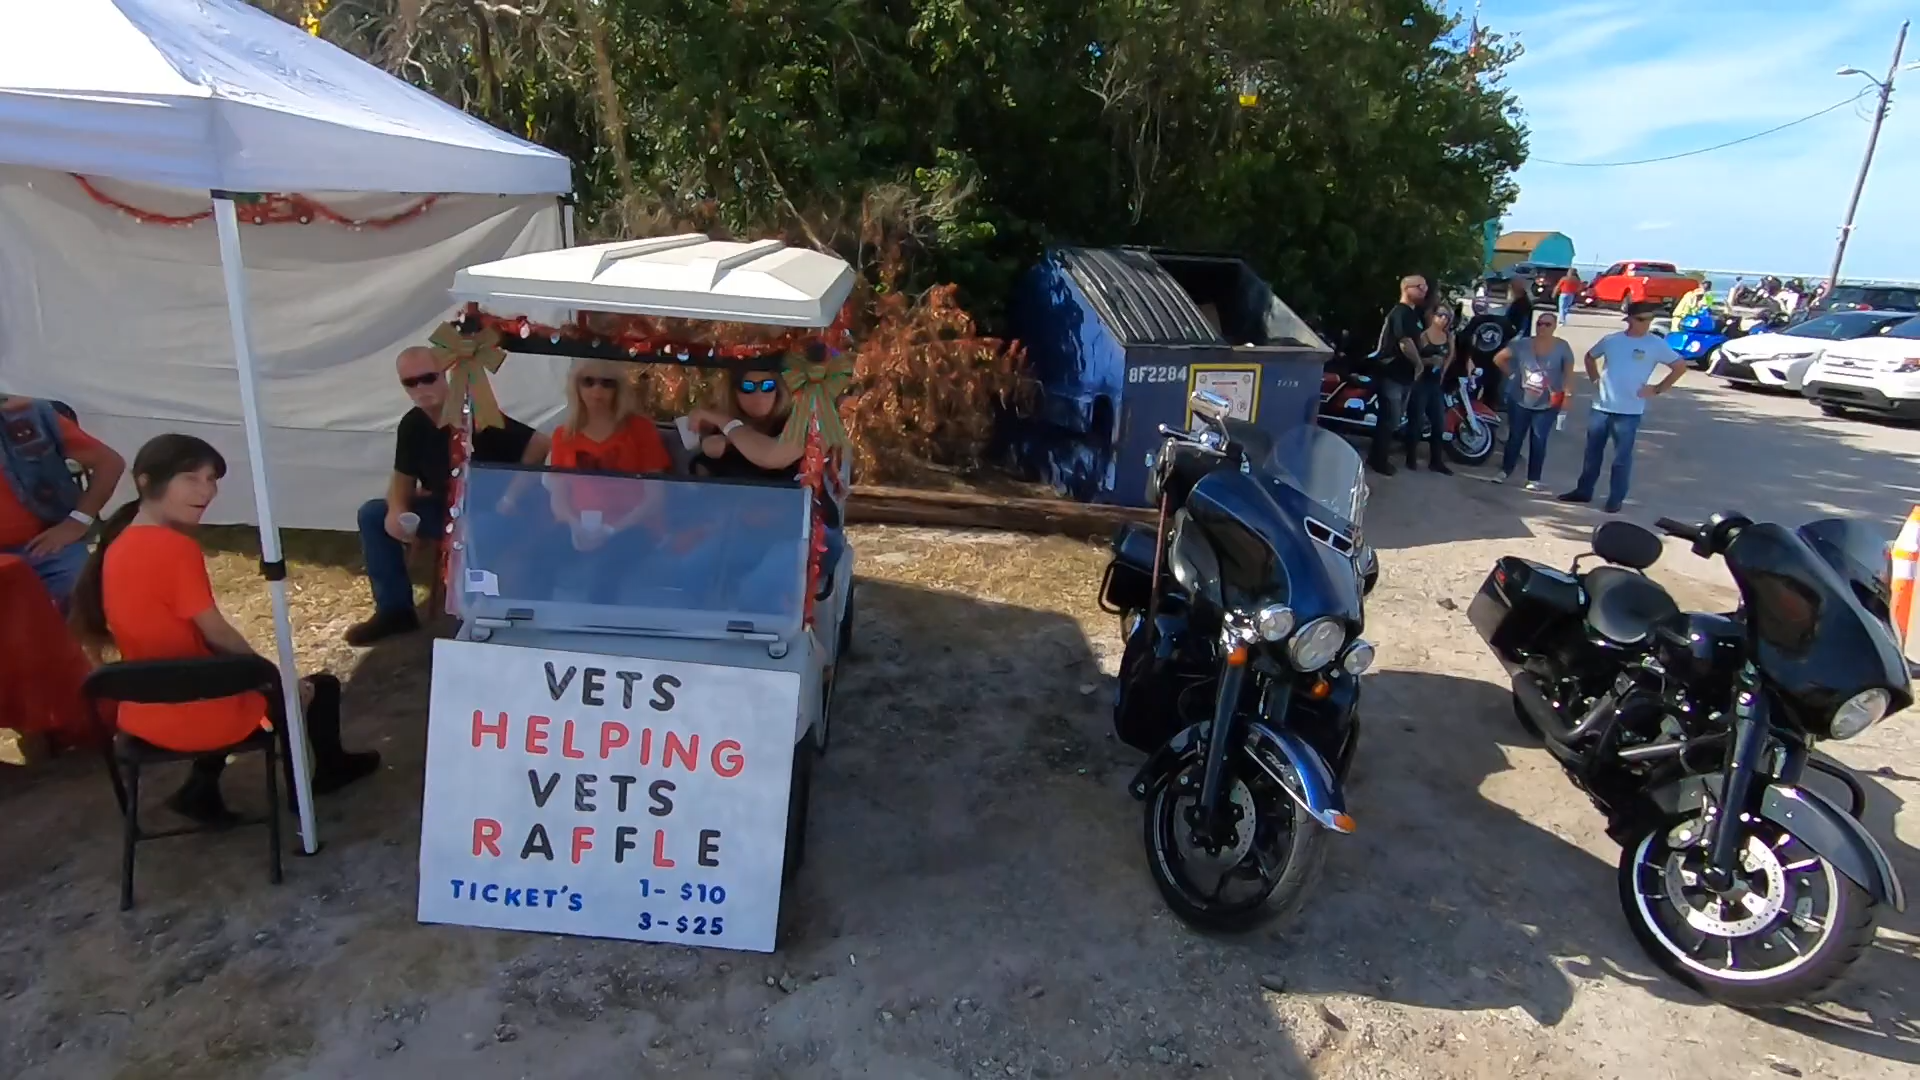 VETS
HELPING
VETS
RAFFLE
TICKET'S 1- $10
3-$25
8F2284